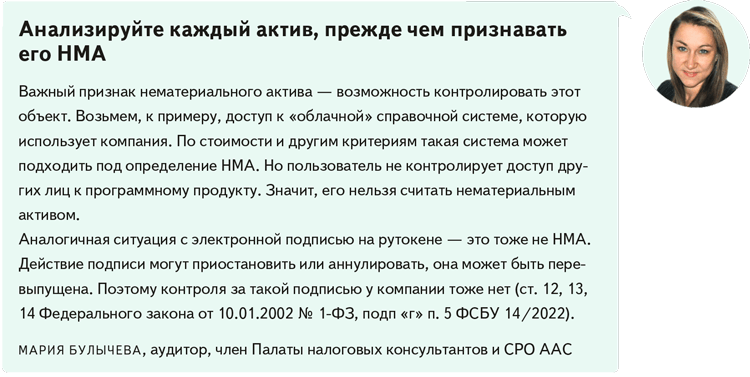 Анализируйте каждый актив, прежде чем признавать
его НМА
Важный признак нематериального актива — возможность контролировать этот
объект. Возьмем, к примеру, доступ к «облачной» справочной системе, которую
использует компания. По стоимости и другим критериям такая система может
подходить под определение НМА. Но пользователь не контролирует доступ дру-
гих лиц к программному продукту. Значит, его нельзя считать нематериальным
активом.
Аналогичная ситуация с электронной подписью на рутокене — это тоже не НМА.
Действие подписи могут приостановить или аннулировать, она может быть пере-
выпущена. Поэтому контроля за такой подписью у компании тоже нет (ст. 12, 13,
14 Федерального закона от 10.01.2002 № 1-ФЗ, подп «г» п. 5 ФСБУ 14/2022).
МАРИЯ БУЛЫЧЕВА, аудитор, член Палаты налоговых консультантов и СРО ААС